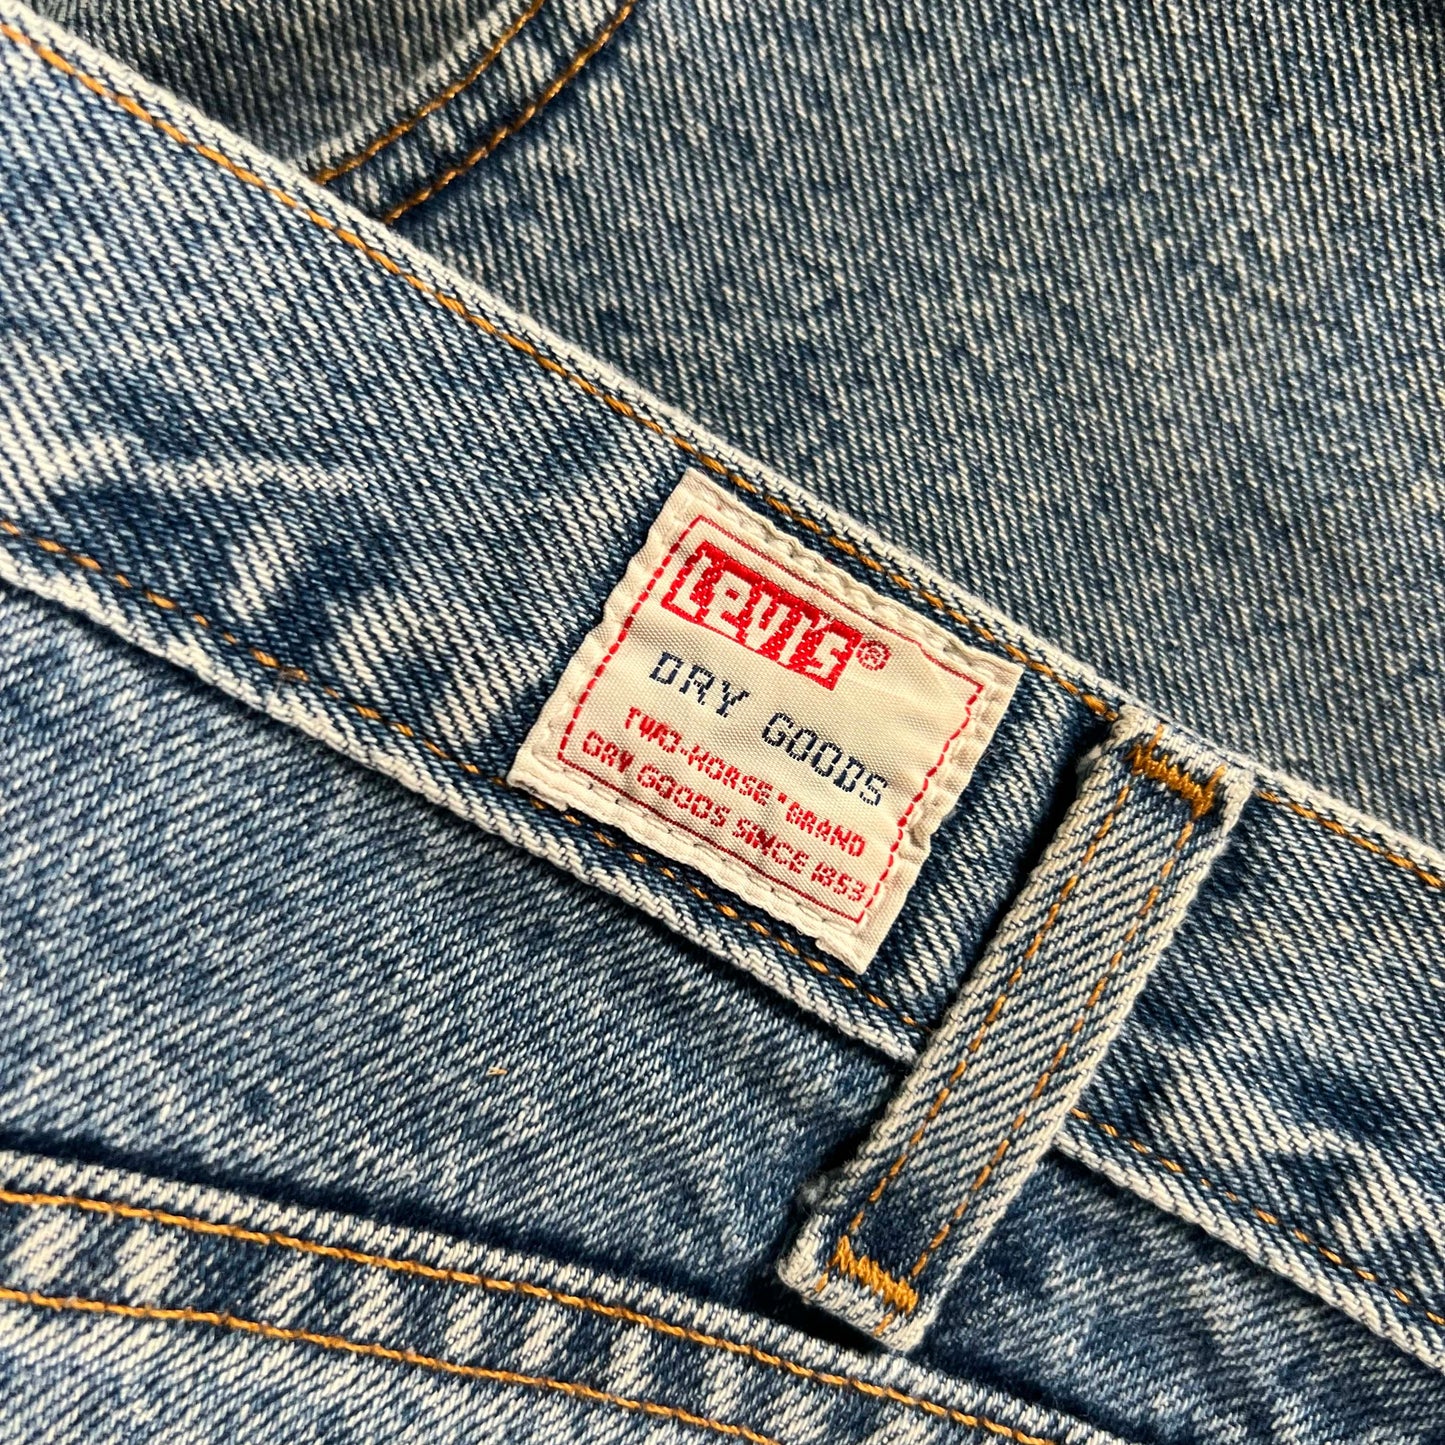 LEVI'S®
DRY GOODS
TWO-HORSE "BRAND
DRY GOODS SINCE 1853